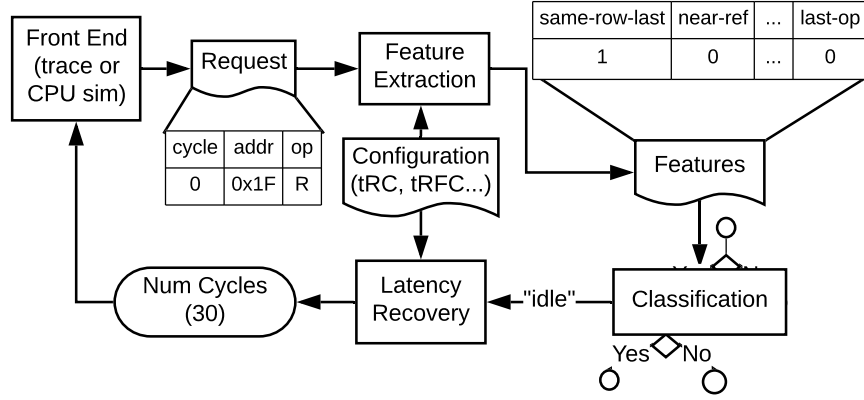 Front End
(trace or
CPU sim)
Request
cycle addr op
0 0x1F R
Feature
Extraction
Configuration
(tRC, tRFC...)
same-row-last near-ref ... last-op
1 0 ... 0
Features
Classification
Yes No
"idle"
Latency
Recovery
Num Cycles
(30)